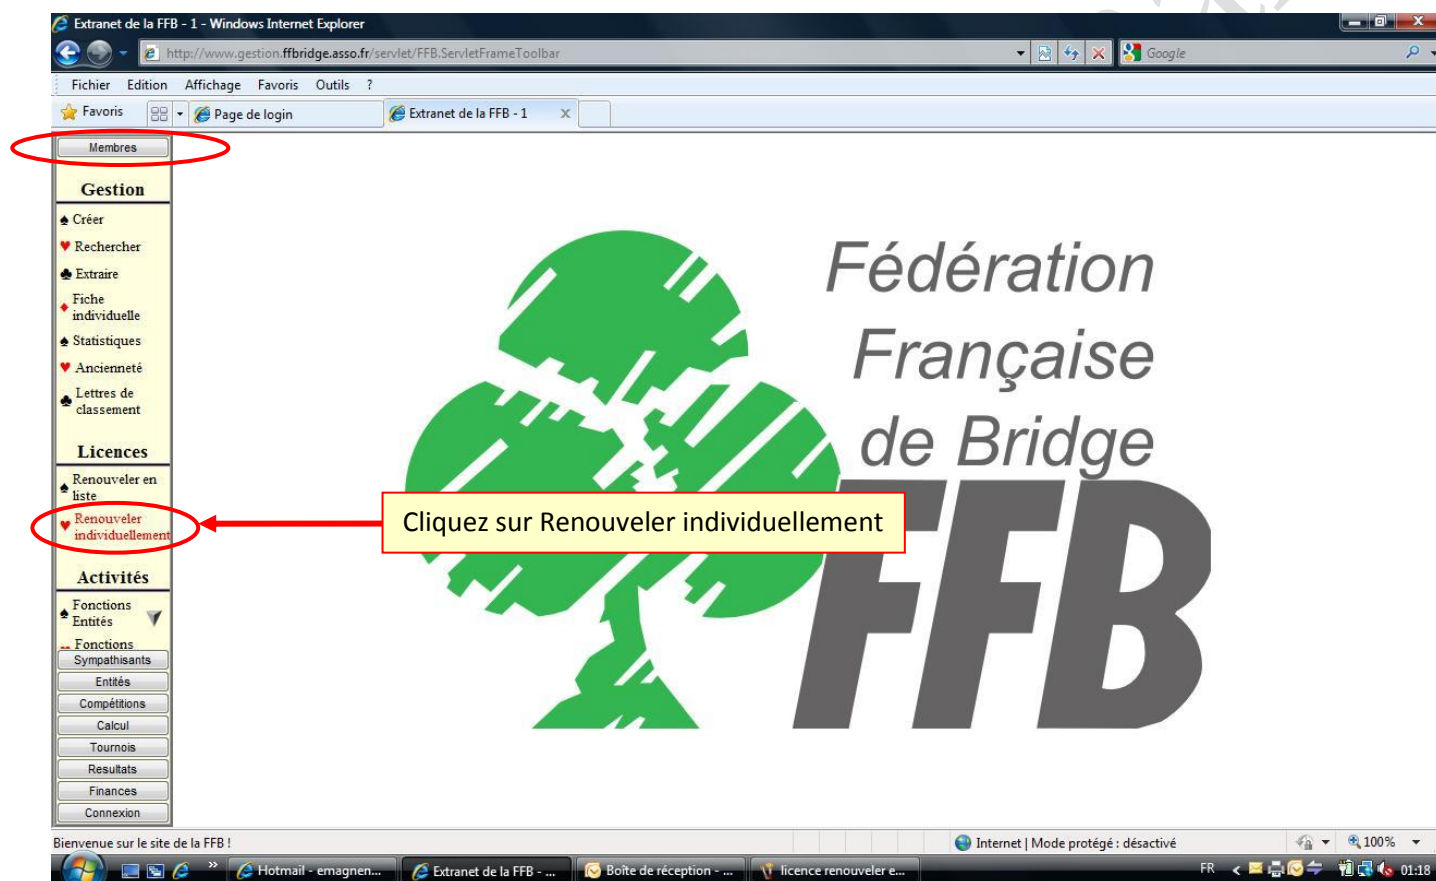 Extranet de la FFB - 1 - Windows Internet Explorer
http://www.gestion.ffbridge.asso.fr/servlet/FFB.ServletFrameToolbar
Google
Fichier Edition Affichage Favoris Outils ?
Favoris
Page de login
Extranet de la FFB - 1
Membres
Gestion
Créer
Rechercher
Extraire
Fiche
individuelle
Statistiques
Ancienneté
Lettres de
classement
Licences
Renouveler en
liste
Renouveler
individuellement
Activités
Fonctions
Entités
Fonctions
Sympathisants
Entités
Compétitions
Calcul
Tournois
Resultats
Finances
Connexion
Fédération
Française
de Bridge
FFB
Cliquez sur Renouveler individuellement
Bienvenue sur le site de la FFB !
Internet | Mode protégé : désactivé
100%
Hotmail - emagnen...
Extranet de la FFB - ...
Boîte de réception - ...
licence renouveler e...
FR
01:18